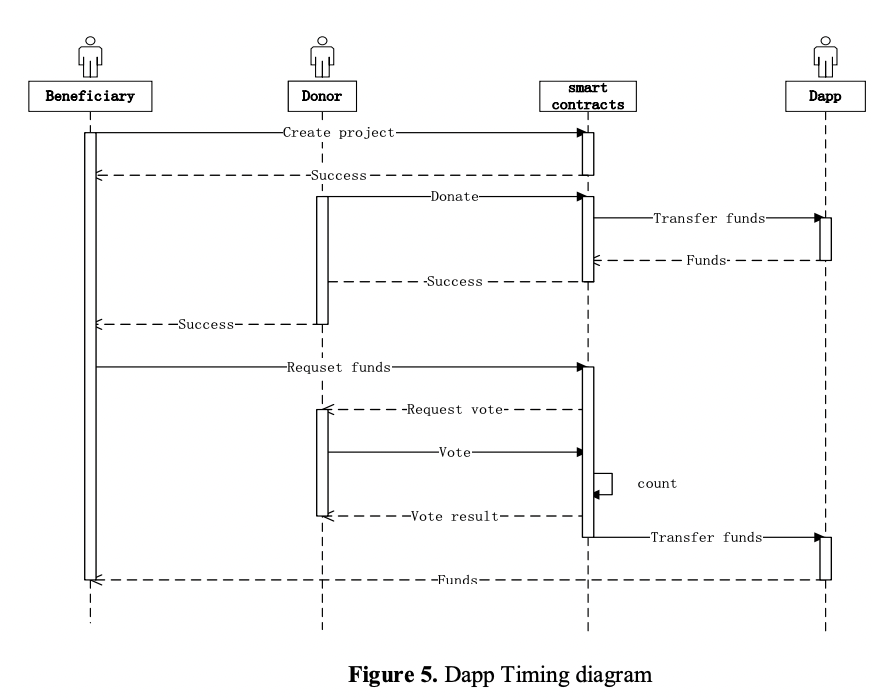 Beneficiary
Donor
smart
contracts
Dapp
Create project
Success
Donate
Transfer funds
Funds
Success
Success
Requset funds
Request vote
Vote
count
Vote result
Transfer funds
Funds
Figure 5. Dapp Timing diagram